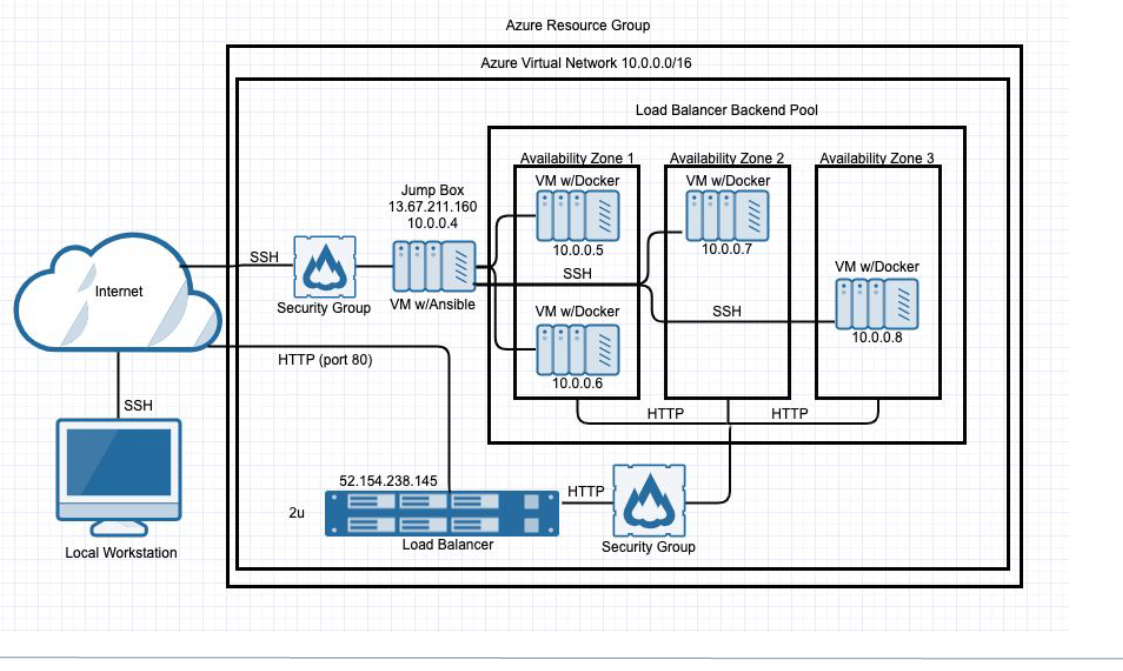 Azure Resource Group
Azure Virtual Network 10.0.0.0/16
Load Balancer Backend Pool
Availability Zone 1
Availability Zone 2
Availability Zone 3
VM w/Docker
10.0.0.5
VM w/Docker
10.0.0.7
Jump Box
13.67.211.160
10.0.0.4
VM w/Ansible
SSH
Security Group
Internet
SSH
VM w/Docker
10.0.0.8
SSH
VM w/Docker
10.0.0.6
HTTP (port 80)
SSH
HTTP
HTTP
Local Workstation
52.154.238.145
2u
Load Balancer
HTTP
Security Group